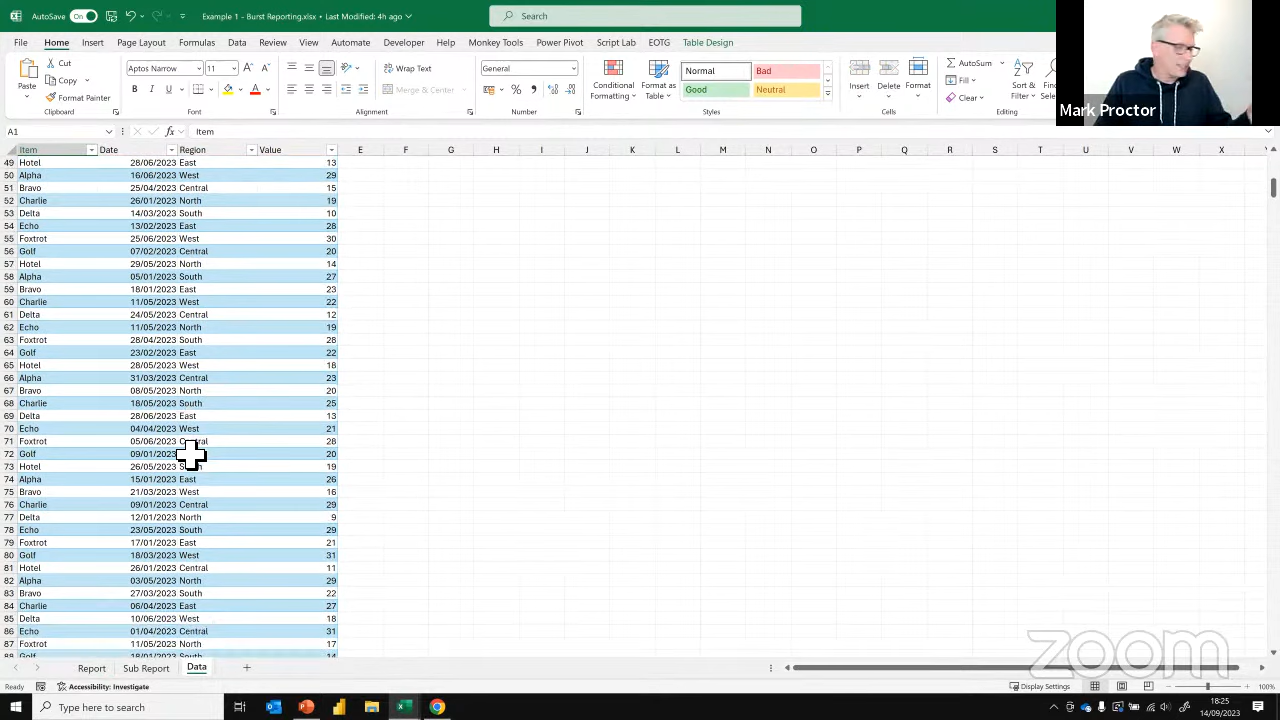 AutoSave On Example 1 - Burst Reporting.xlsx • Last Modified: 4h ago Search
File Home Insert Page Layout Formulas Data Review View Automate Developer Help Monkey Tools Power Pivot Script Lab EOTG Table Design
Paste Cut Copy Format Painter
Clipboard
Aptos Narrow 11
B I U A
Font
Wrap Text
Merge & Center
Alignment
General
Number
Conditional Formatting Format as Table
Normal Bad
Good Neutral
Styles
Insert Delete Format
Cells
AutoSum
Fill
Clear
Sort & Filter
Mark Proctor
A1 fx Item
Item Date Region Value E F G H I J K L M N O P Q R S T U V W X
49 Hotel 28/06/2023 East 13
50 Alpha 16/06/2023 West 29
51 Bravo 25/04/2023 Central 15
52 Charlie 26/01/2023 North 19
53 Delta 14/03/2023 South 10
54 Echo 13/02/2023 East 28
55 Foxtrot 25/06/2023 West 30
56 Golf 07/02/2023 Central 20
57 Hotel 29/05/2023 North 14
58 Alpha 05/01/2023 South 27
59 Bravo 18/01/2023 East 23
60 Charlie 11/05/2023 West 22
61 Delta 24/05/2023 Central 12
62 Echo 11/05/2023 North 19
63 Foxtrot 28/04/2023 South 28
64 Golf 23/02/2023 East 22
65 Hotel 28/05/2023 West 18
66 Alpha 31/03/2023 Central 23
67 Bravo 08/05/2023 North 20
68 Charlie 18/05/2023 South 25
69 Delta 28/06/2023 East 13
70 Echo 04/04/2023 West 21
71 Foxtrot 05/06/2023 Central 28
72 Golf 09/01/2023 20
73 Hotel 26/05/2023 South 19
74 Alpha 15/01/2023 East 26
75 Bravo 21/03/2023 West 16
76 Charlie 09/01/2023 Central 29
77 Delta 12/01/2023 North 9
78 Echo 23/05/2023 South 29
79 Foxtrot 17/01/2023 East 21
80 Golf 18/03/2023 West 31
81 Hotel 26/01/2023 Central 11
82 Alpha 03/05/2023 North 29
83 Bravo 27/03/2023 South 22
84 Charlie 06/04/2023 East 27
85 Delta 10/06/2023 West 18
86 Echo 01/04/2023 Central 31
87 Foxtrot 11/05/2023 North 17
88 Golf 18/01/2023 South 14
zoom
Report Sub Report Data
Ready Accessibility: Investigate Display Settings 100%
Type here to search 18:25
14/09/2023